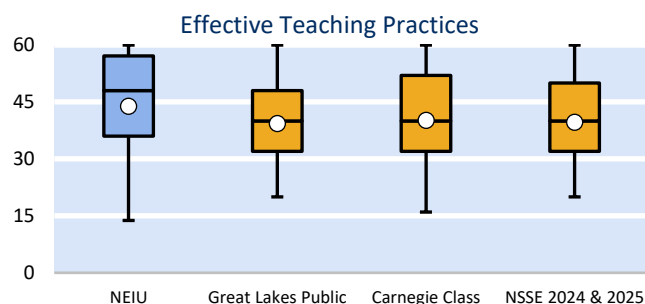 Effective Teaching Practices
60
45
30
15
0
NEIU
Great Lakes Public
Carnegie Class
NSSE 2024 & 2025